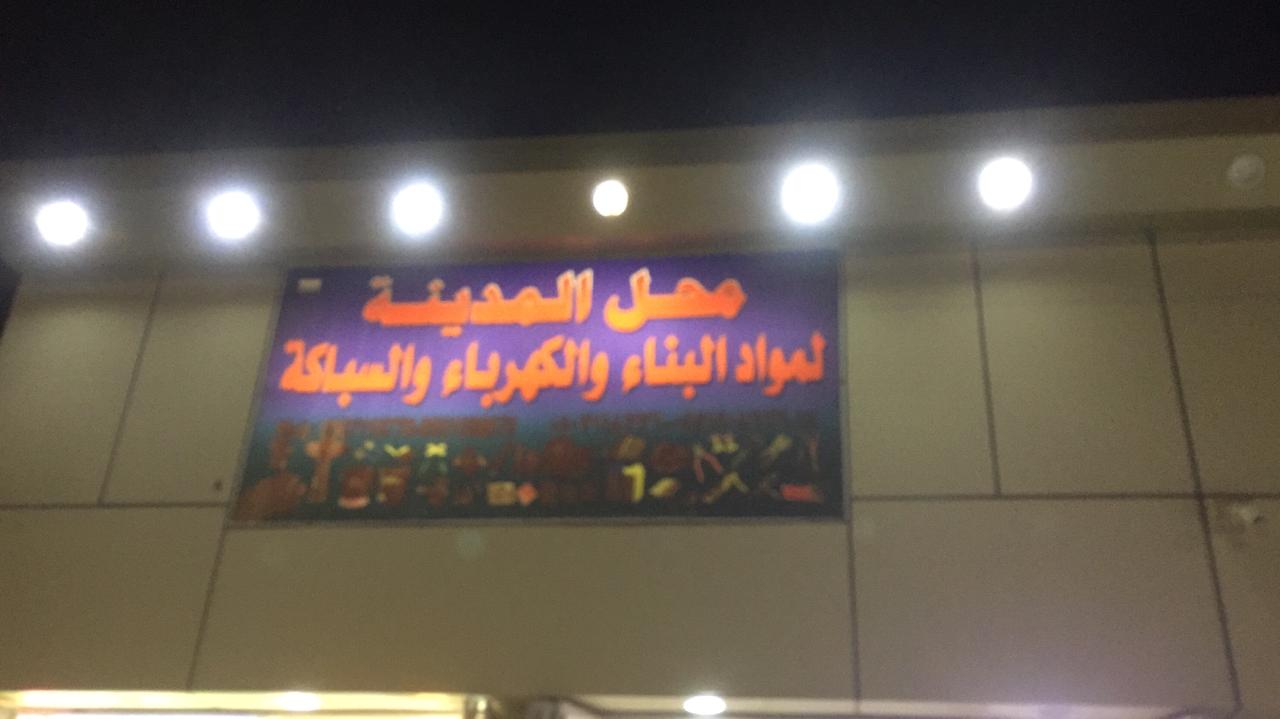 محل المدينة
لمواد البناء والكهرباء والسباكة